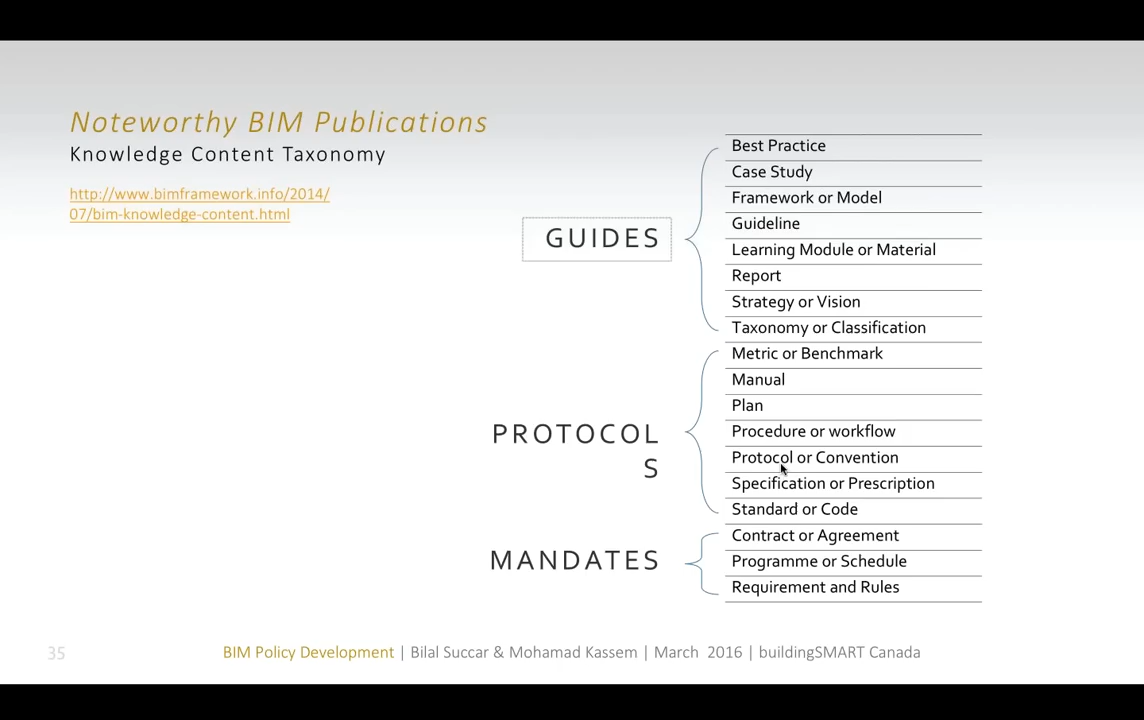 Noteworthy BIM Publications
Knowledge Content Taxonomy
http://www.bimframework.info/2014/
07/bim-knowledge-content.html
GUIDES
Best Practice
Case Study
Framework or Model
Guideline
Learning Module or Material
Report
Strategy or Vision
Taxonomy or Classification
PROTOCOL
S
Metric or Benchmark
Manual
Plan
Procedure or workflow
Protocol or Convention
Specification or Prescription
Standard or Code
MANDATES
Contract or Agreement
Programme or Schedule
Requirement and Rules
35
BIM Policy Development | Bilal Succar & Mohamad Kassem | March 2016 | buildingSMART Canada